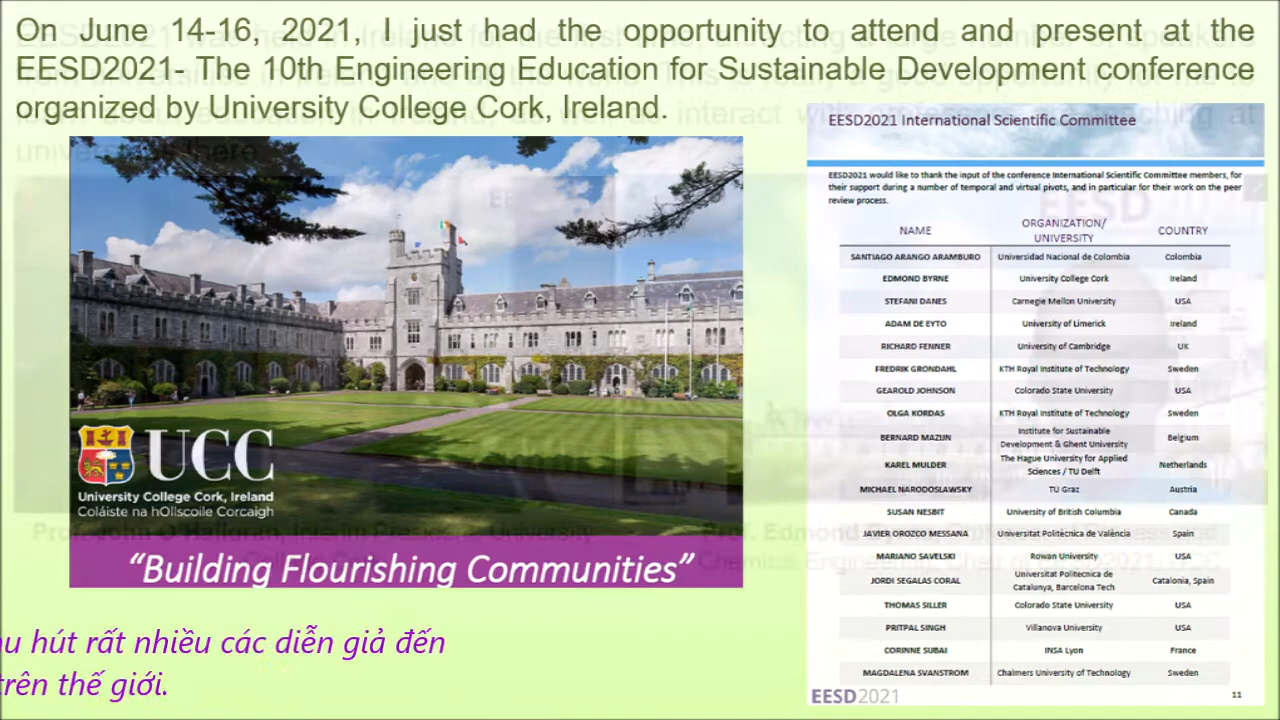 On June 14-16, 2021, I just had the opportunity to attend and present at the
EESD2021- The 10th Engineering Education for Sustainable Development conference
organized by University College Cork, Ireland.
UCC
University College Cork, Ireland
Coláiste na hOllscoile Corcaigh
“Building Flourishing Communities”
hút rất nhiều các diễn giả đến
trên thế giới.
EESD2021 International Scientific Committee
EESD2021 would like to thank the input of the conference International Scientific Committee members, for
their support during a number of temporal and virtual pivots, and in particular for their work on the peer
review process.
NAME ORGANIZATION/ UNIVERSITY COUNTRY
SANTIAGO ARANGO ARAMBURO Universidad Nacional de Colombia Colombia
EDMOND BYRNE University College Cork Ireland
STEFANI DANES Carnegie Mellon University USA
ADAM DE EYTO University of Limerick Ireland
RICHARD FENNER University of Cambridge UK
FREDRIK GRONDAHL KTH Royal Institute of Technology Sweden
GEAROLD JOHNSON Colorado State University USA
OLGA KORDAS KTH Royal Institute of Technology Sweden
BERNARD MAZIJN Institute for Sustainable Development & Ghent University Belgium
KAREL MULDER The Hague University for Applied Sciences / TU Delft Netherlands
MICHAEL NARODOSLAWSKY TU Graz Austria
SUSAN NESBIT University of British Columbia Canada
JAVIER OROZCO MESSANA Universitat Politècnica de València Spain
MARIANO SAVELSKI Rowan University USA
JORDI SEGALAS CORAL Universitat Politecnica de Catalunya, Barcelona Tech Catalonia, Spain
THOMAS SILLER Colorado State University USA
PRITPAL SINGH Villanova University USA
CORINNE SUBAI INSA Lyon France
MAGDALENA SVANSTROM Chalmers University of Technology Sweden
EESD2021 11